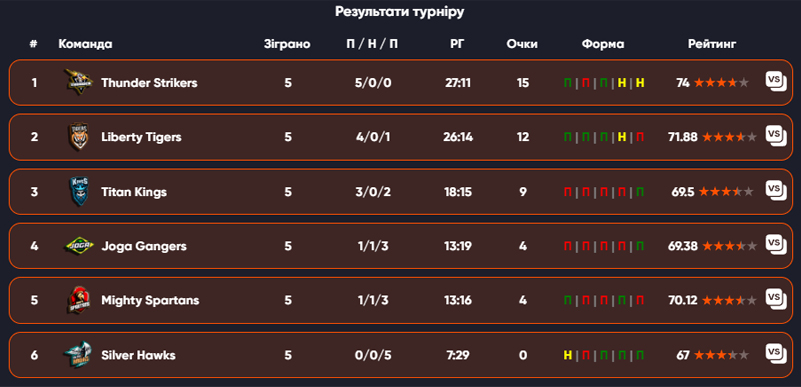 Результати турніру
# Команда Зіграно П / Н / П РГ Очки Форма Рейтинг
1 Thunder Strikers 5 5/0/0 27:11 15 П | П | П | Н | Н 74 VS
2 Liberty Tigers 5 4/0/1 26:14 12 П | П | П | Н | П 71.88 VS
3 Titan Kings 5 3/0/2 18:15 9 П | П | П | П | П 69.5 VS
4 Joga Gangers 5 1/1/3 13:19 4 П | П | П | П | П 69.38 VS
5 Mighty Spartans 5 1/1/3 13:16 4 П | П | П | П | П 70.12 VS
6 Silver Hawks 5 0/0/5 7:29 0 Н | П | П | П | П 67 VS